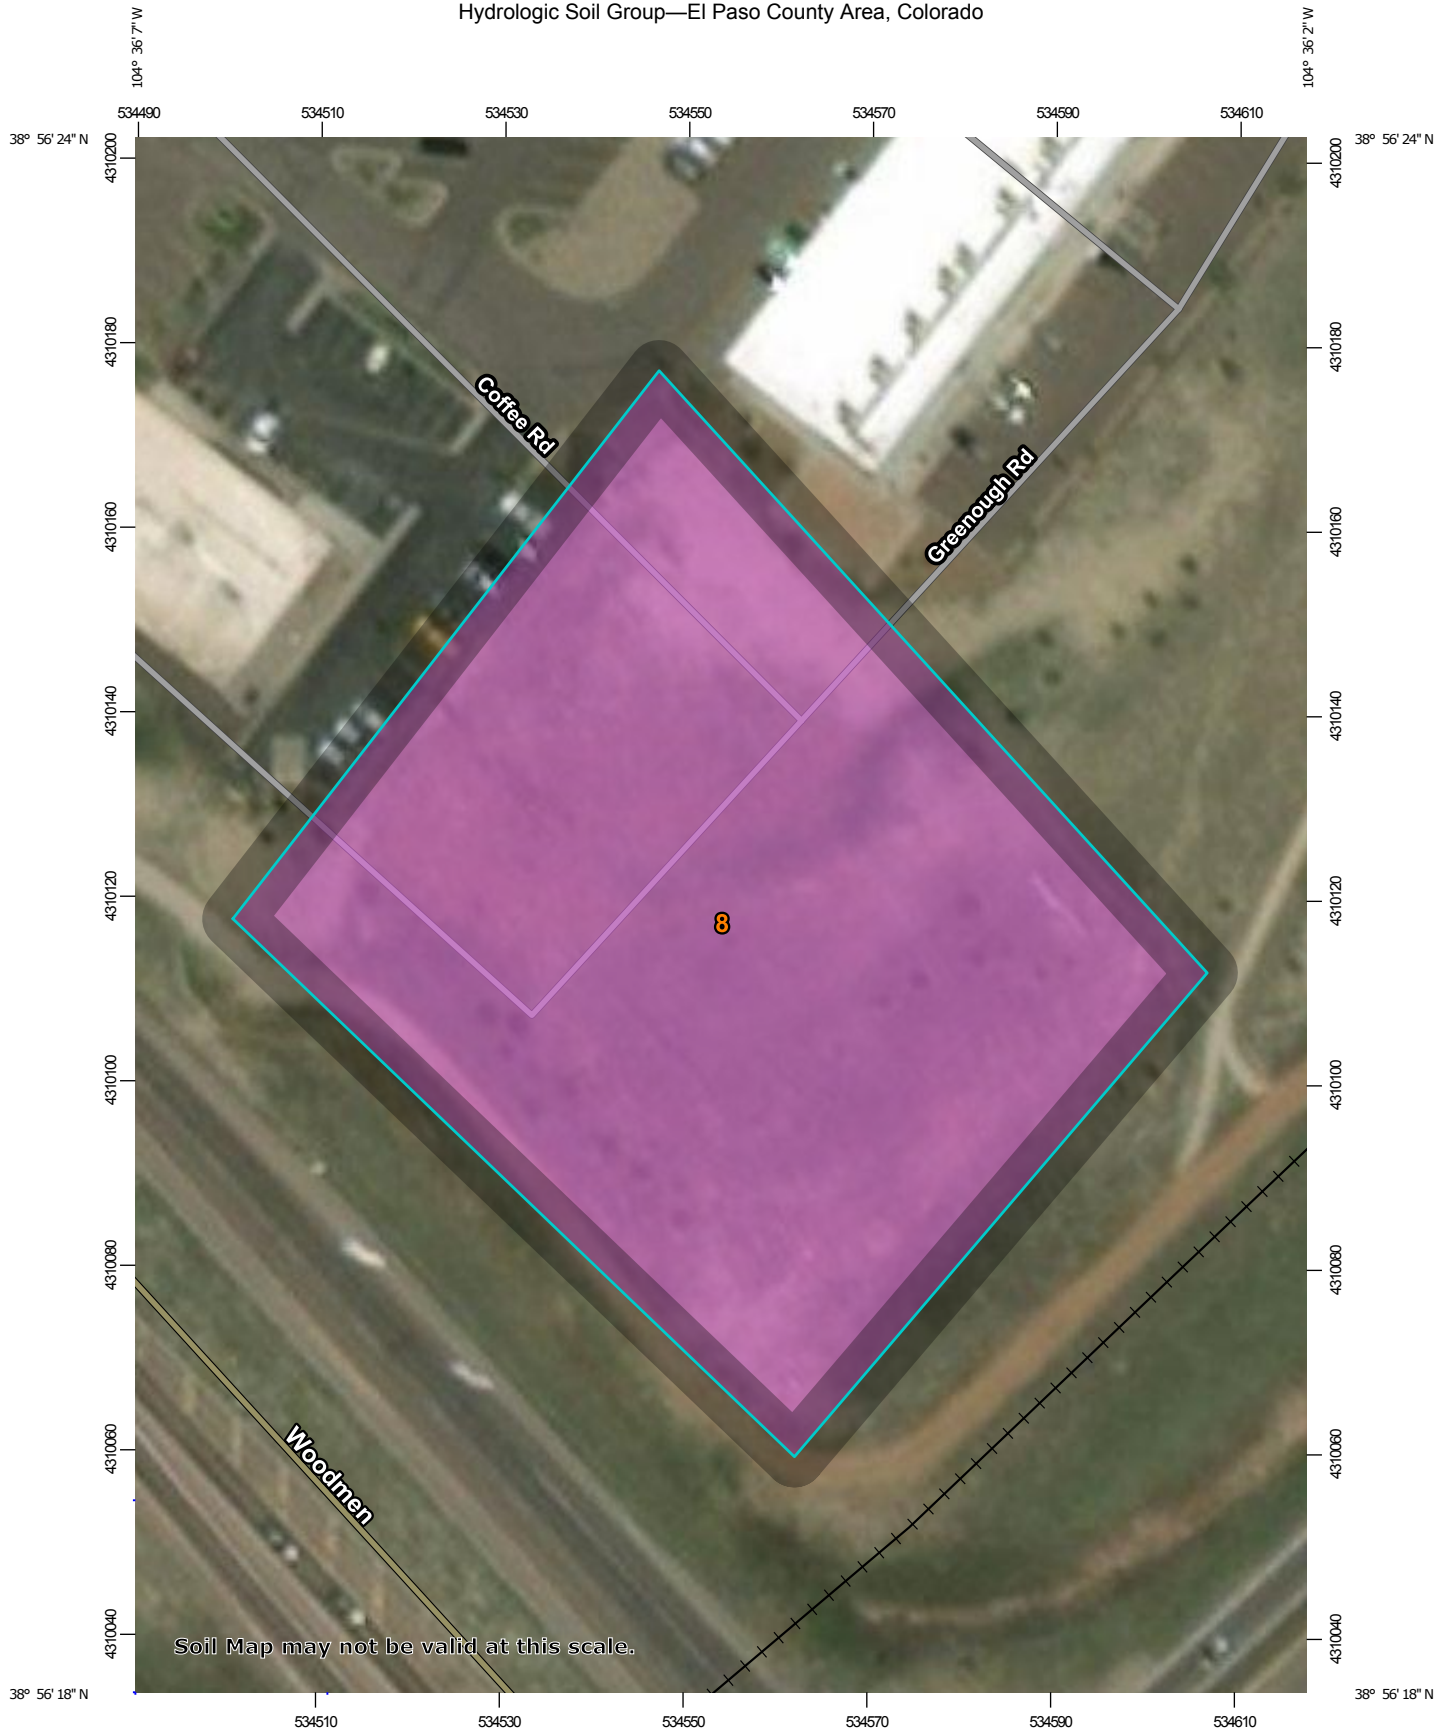 Hydrologic Soil Group—El Paso County Area, Colorado
104° 36' 7'' W
104° 36' 2'' W
534490 534510 534530 534550 534570 534590 534610
38° 56' 24'' N
38° 56' 24'' N
4310200
4310200
4310180
4310180
Coffee Rd
Greenough Rd
4310160
4310160
4310140
4310140
4310120
4310120
8
4310100
4310100
4310080
4310080
4310060
4310060
Woodmen
4310040
4310040
Soil Map may not be valid at this scale.
38° 56' 18'' N
38° 56' 18'' N
534510 534530 534550 534570 534590 534610